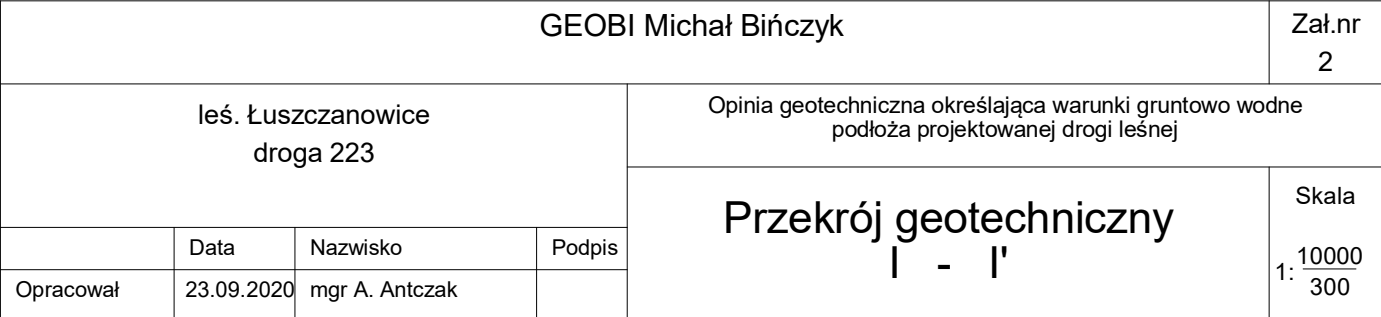 GEOBI Michał Bińczyk
Zał.nr
2
leś. Łuszczanowice
droga 223
Opinia geotechniczna określająca warunki gruntowo wodne
podłoża projektowanej drogi leśnej
Przekrój geotechniczny
I - I'
Skala
1: 10000
300
Data Nazwisko Podpis
Opracował 23.09.2020 mgr A. Antczak